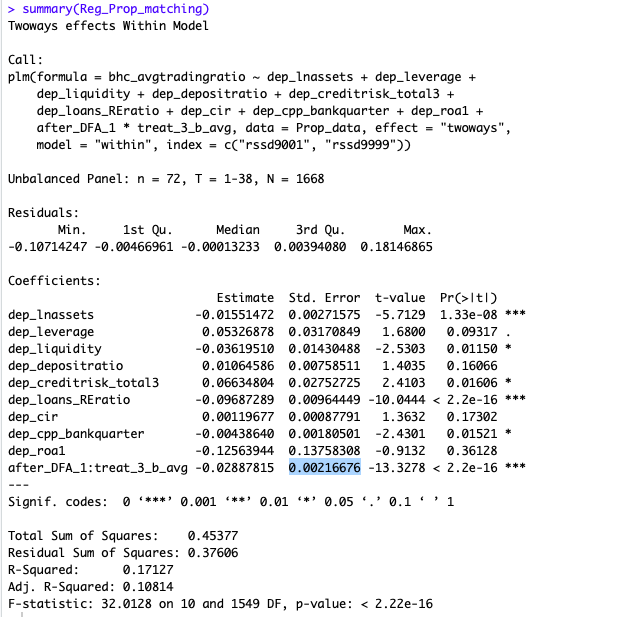 > summary(Reg_Prop_matching)
Twoways effects Within Model
Call:
plm(formula = bhc_avgtradingratio ~ dep_lnassets + dep_leverage +
dep_liquidity + dep_depositratio + dep_creditrisk_total3 +
dep_loans_REratio + dep_cir + dep_cpp_bankquarter + dep_roa1 +
after_DFA_1 * treat_3_b_avg, data = Prop_data, effect = "twoways",
model = "within", index = c("rssd9001", "rssd9999"))
Unbalanced Panel: n = 72, T = 1-38, N = 1668
Residuals:
Min. 1st Qu. Median 3rd Qu. Max.
-0.10714247 -0.00466961 -0.00013233 0.00394080 0.18146865
Coefficients:
Estimate Std. Error t-value Pr(>|t|)
dep_lnassets -0.01551472 0.00271575 -5.7129 1.33e-08 ***
dep_leverage 0.05326878 0.03170849 1.6800 0.09317 .
dep_liquidity -0.03619510 0.01430488 -2.5303 0.01150 *
dep_depositratio 0.01064586 0.00758511 1.4035 0.16066
dep_creditrisk_total3 0.06634804 0.02752725 2.4103 0.01606 *
dep_loans_REratio -0.09687289 0.00964449 -10.0444 < 2.2e-16 ***
dep_cir 0.00119677 0.00087791 1.3632 0.17302
dep_cpp_bankquarter -0.00438640 0.00180501 -2.4301 0.01521 *
dep_roa1 -0.12563944 0.13758308 -0.9132 0.36128
after_DFA_1:treat_3_b_avg -0.02887815 0.00216676 -13.3278 < 2.2e-16 ***
---
Signif. codes: 0 ‘***’ 0.001 ‘**’ 0.01 ‘*’ 0.05 ‘.’ 0.1 ‘ ’ 1
Total Sum of Squares: 0.45377
Residual Sum of Squares: 0.37606
R-Squared: 0.17127
Adj. R-Squared: 0.10814
F-statistic: 32.0128 on 10 and 1549 DF, p-value: < 2.22e-16